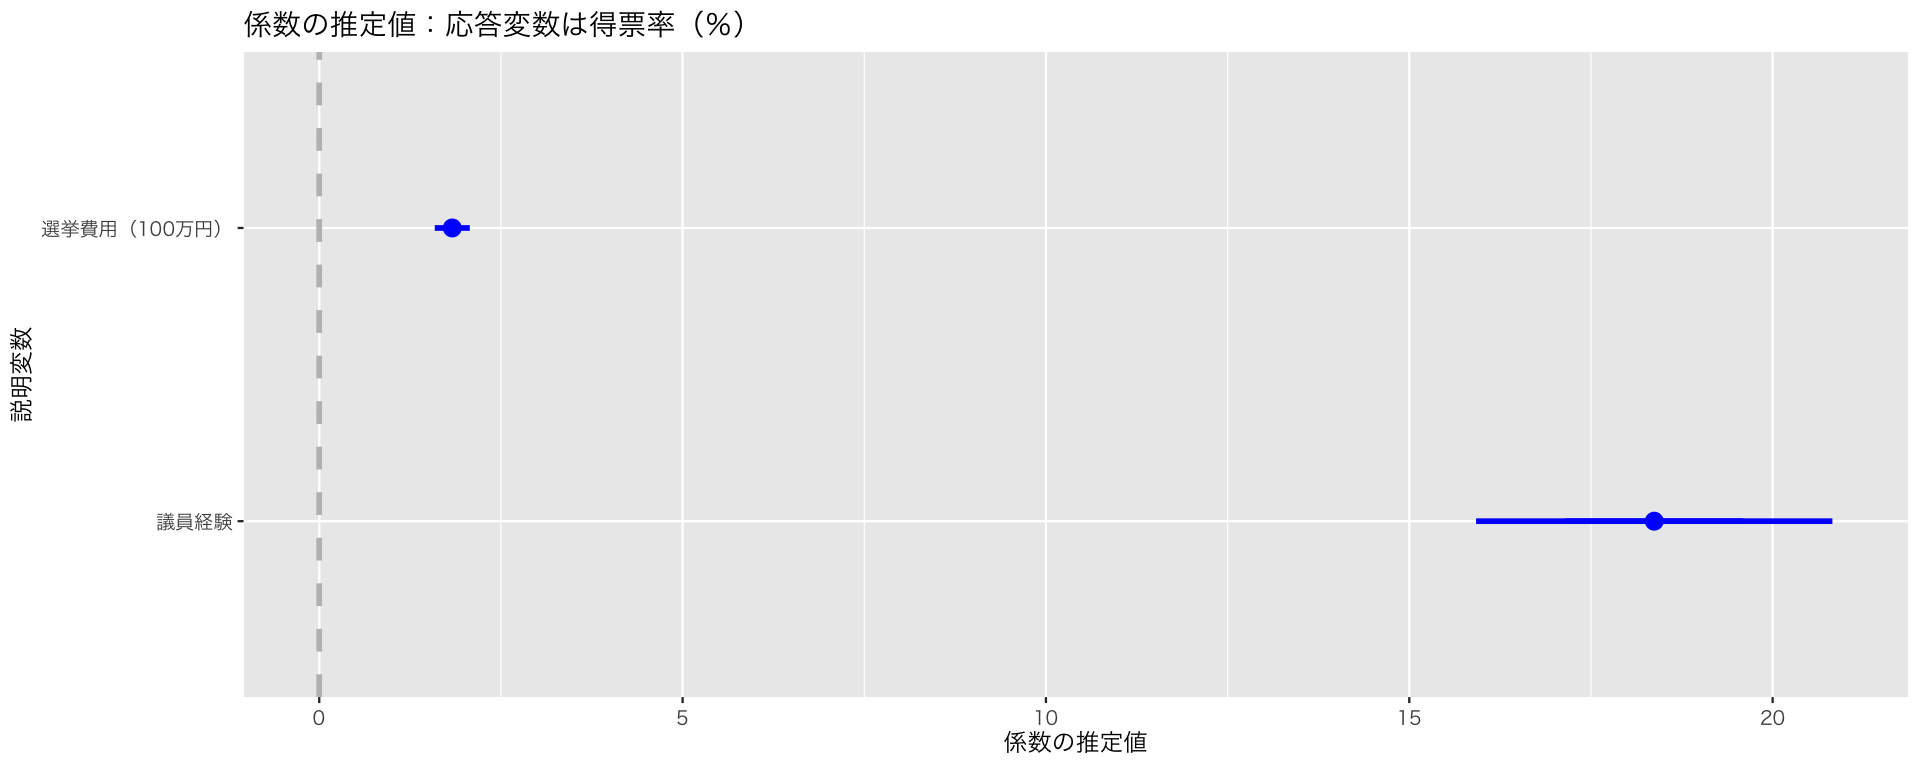 係数の推定値：応答変数は得票率（％）
説明変数
選挙費用（100万円）
議員経験
0 5 10 15 20
係数の推定値